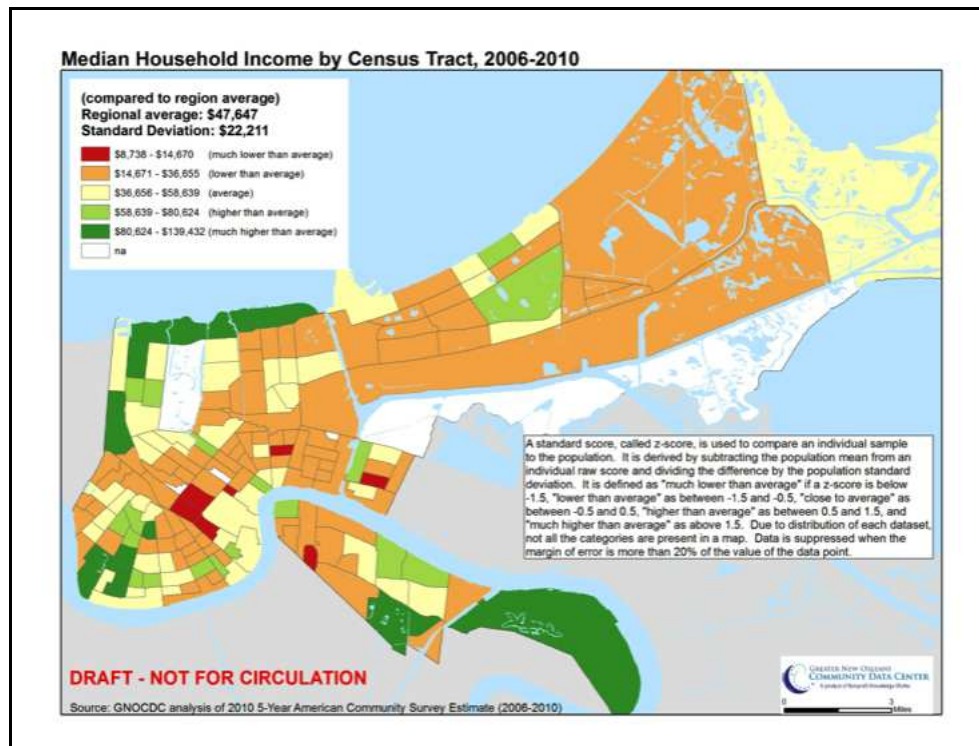 Median Household Income by Census Tract, 2006-2010
(compared to region average)
Regional average: $47,647
Standard Deviation: $22,211
$8,738 - $14,670 (much lower than average)
$14,671 - $36,655 (lower than average)
$36,656 - $58,639 (average)
$58,639 - $80,624 (higher than average)
$80,624 - $139,432 (much higher than average)
na
A standard score, called z-score, is used to compare an individual sample
to the population. It is derived by subtracting the population mean from an
individual raw score and dividing the difference by the population standard
deviation. It is defined as "much lower than average" if a z-score is below
-1.5, "lower than average" as between -1.5 and -0.5, "close to average" as
between -0.5 and 0.5, "higher than average" as between 0.5 and 1.5, and
"much higher than average" as above 1.5. Due to distribution of each dataset,
not all the categories are present in a map. Data is suppressed when the
margin of error is more than 20% of the value of the data point.
DRAFT - NOT FOR CIRCULATION
Source: GNOCDC analysis of 2010 5-Year American Community Survey Estimate (2006-2010)
GREATER NEW ORLEANS
COMMUNITY DATA CENTER
A product of Nonprofit Knowledge Works
0 3
Miles